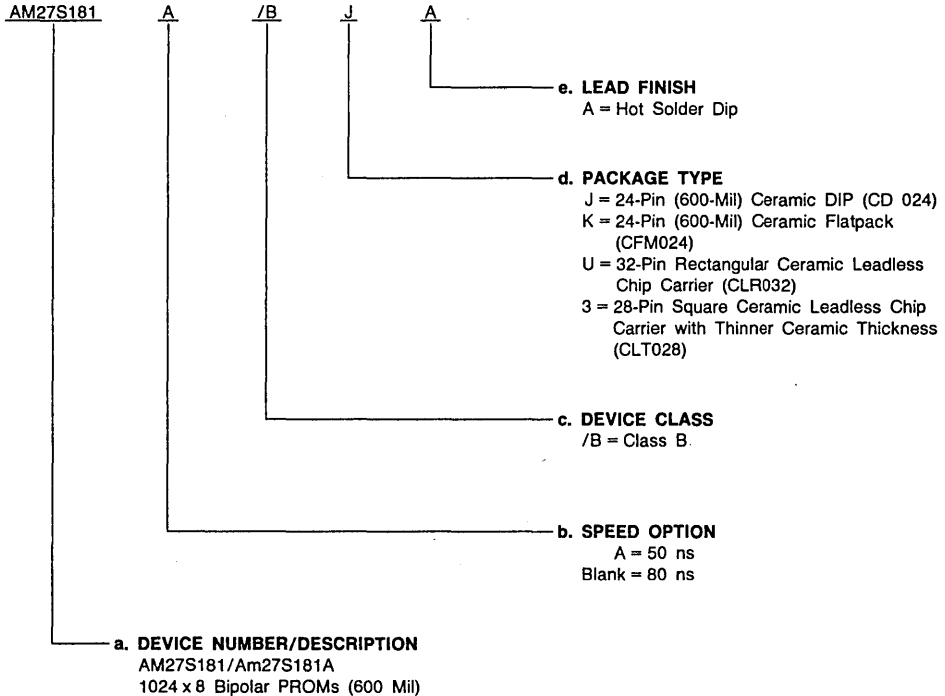 AM27S181 A /B J A
e. LEAD FINISH
A = Hot Solder Dip
d. PACKAGE TYPE
J = 24-Pin (600-Mil) Ceramic DIP (CD 024)
K = 24-Pin (600-Mil) Ceramic Flatpack
(CFM024)
U = 32-Pin Rectangular Ceramic Leadless
Chip Carrier (CLR032)
3 = 28-Pin Square Ceramic Leadless Chip
Carrier with Thinner Ceramic Thickness
(CLT028)
c. DEVICE CLASS
/B = Class B
b. SPEED OPTION
A = 50 ns
Blank = 80 ns
a. DEVICE NUMBER/DESCRIPTION
AM27S181/Am27S181A
1024 x 8 Bipolar PROMs (600 Mil)